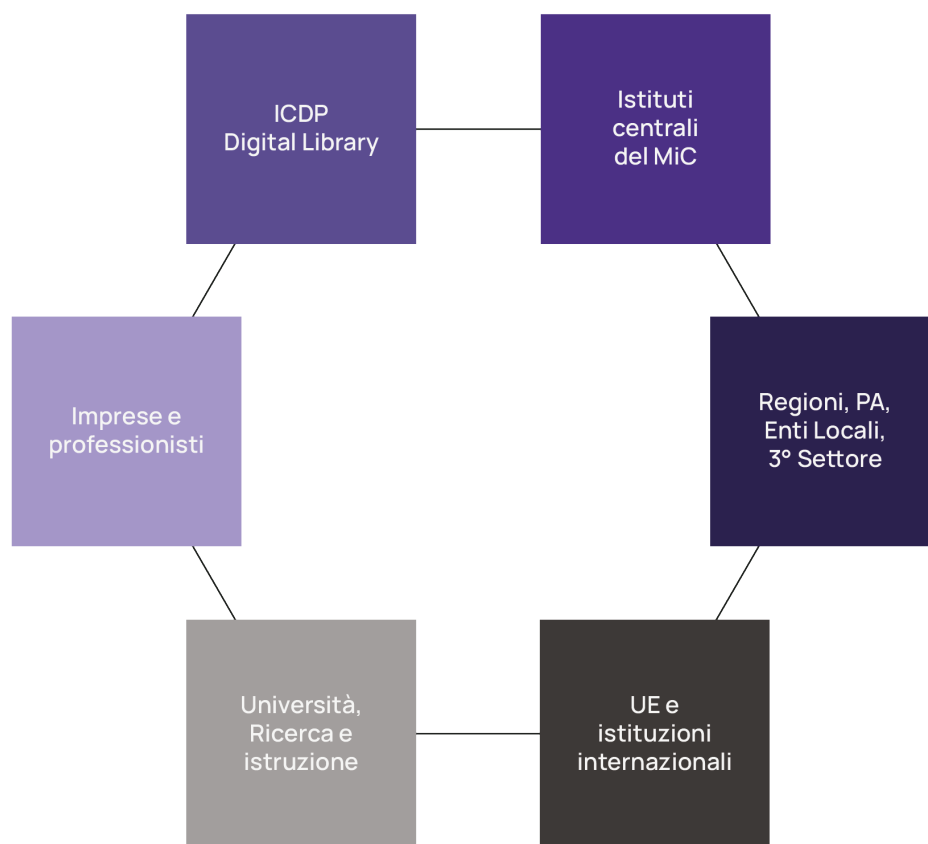 ICDP
Digital Library
Istituti
centrali
del MiC
Imprese e
professionisti
Regioni, PA,
Enti Locali,
3° Settore
Università,
Ricerca e
istruzione
UE e
istituzioni
internazionali